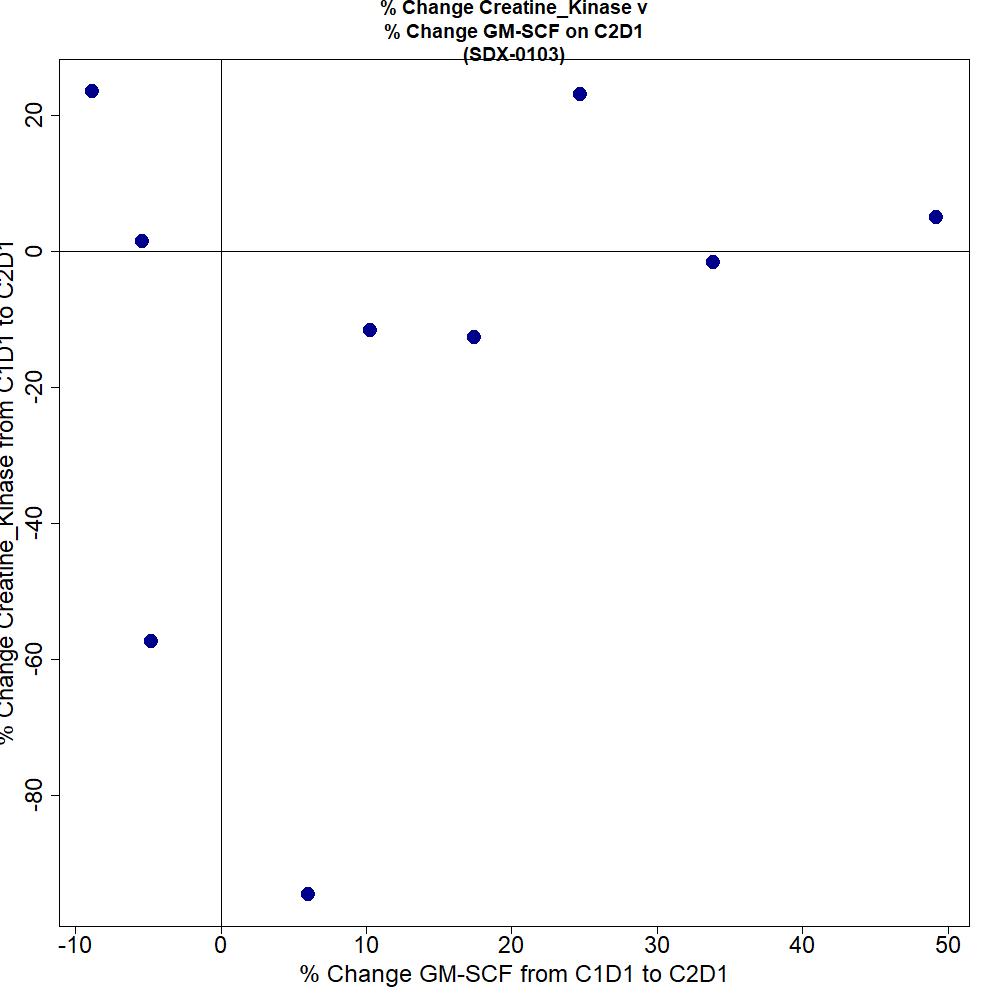 % Change Creatine_Kinase v
% Change GM-SCF on C2D1
(SDX-0103)
% Change Creatine_Kinase from C1D1 to C2D1
20
0
-20
-40
-60
-80
-10
0
10
20
30
40
50
% Change GM-SCF from C1D1 to C2D1